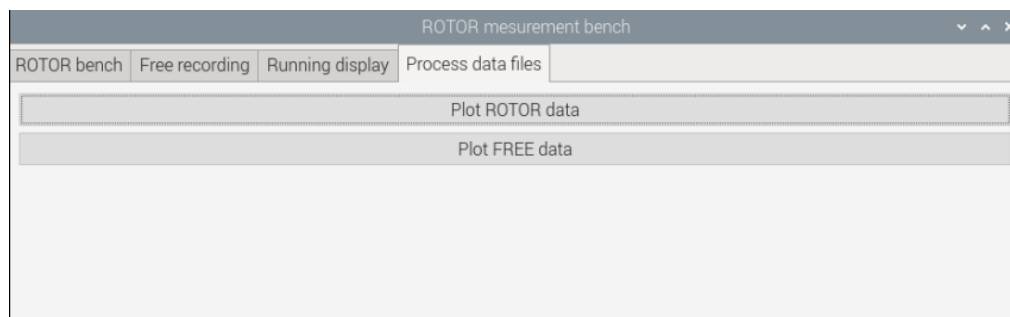 ROTOR mesurement bench
ROTOR bench Free recording Running display Process data files
Plot ROTOR data
Plot FREE data